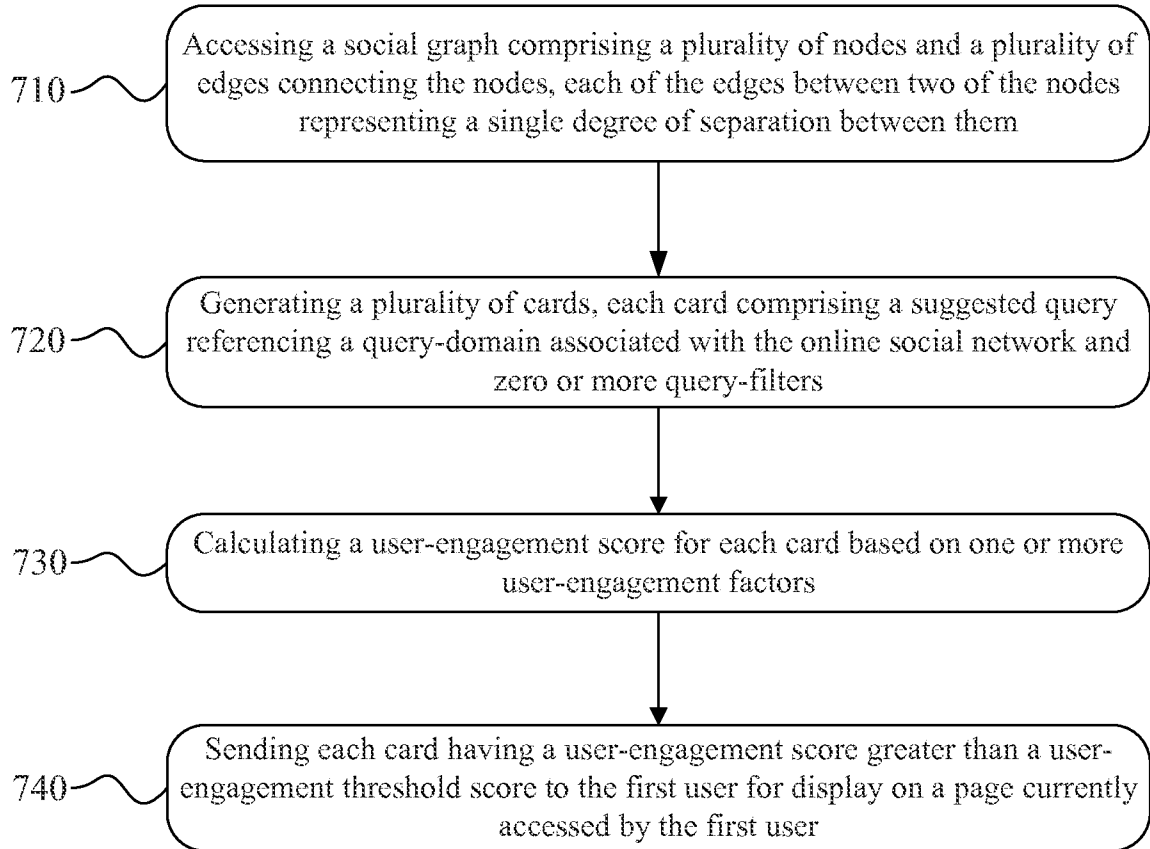 710
Accessing a social graph comprising a plurality of nodes and a plurality of
edges connecting the nodes, each of the edges between two of the nodes
representing a single degree of separation between them
720
Generating a plurality of cards, each card comprising a suggested query
referencing a query-domain associated with the online social network and
zero or more query-filters
730
Calculating a user-engagement score for each card based on one or more
user-engagement factors
740
Sending each card having a user-engagement score greater than a user-
engagement threshold score to the first user for display on a page currently
accessed by the first user